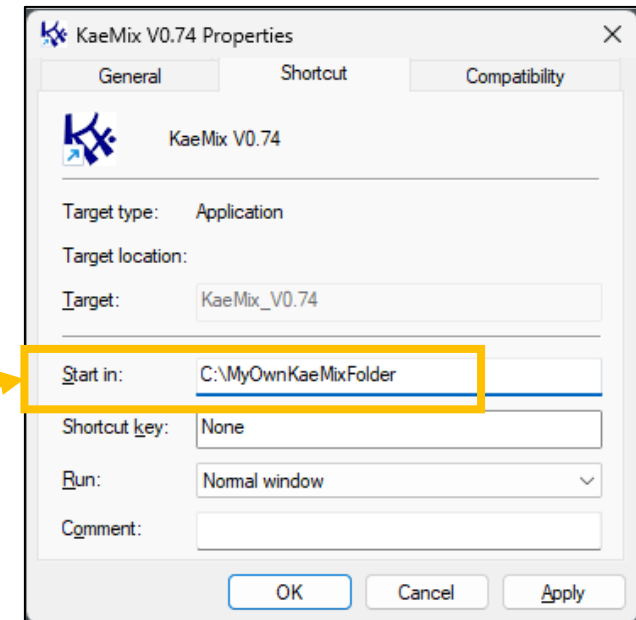 KaeMix V0.74 Properties
General Shortcut Compatibility
KaeMix V0.74
Target type: Application
Target location:
Target: KaeMix_V0.74
Start in: C:\MyOwnKaeMixFolder
Shortcut key: None
Run: Normal window
Comment:
OK Cancel Apply